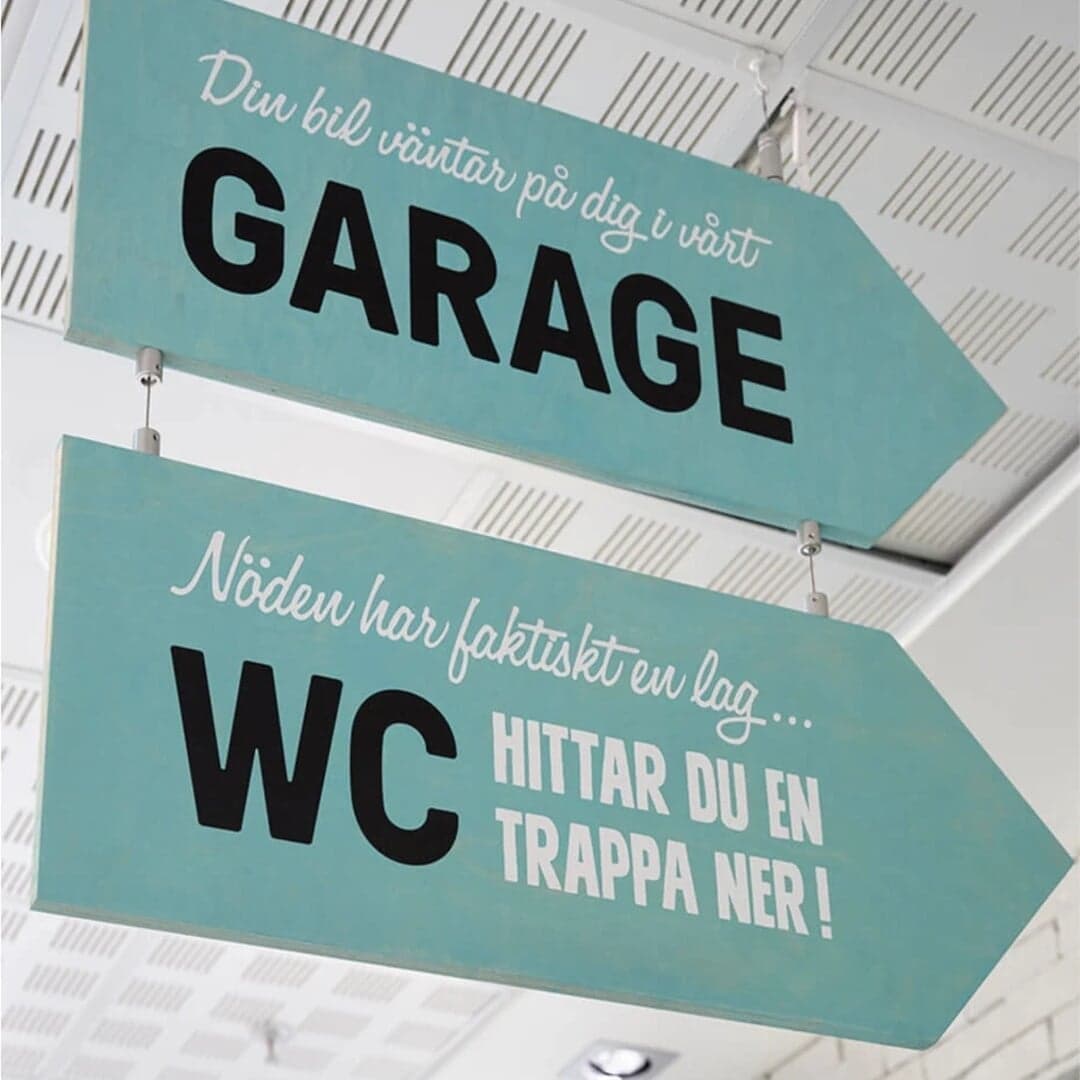 Din bil väntar på dig i vårt
GARAGE
Nöden har faktiskt en lag...
WC HITTAR DU EN
TRAPPA NER!